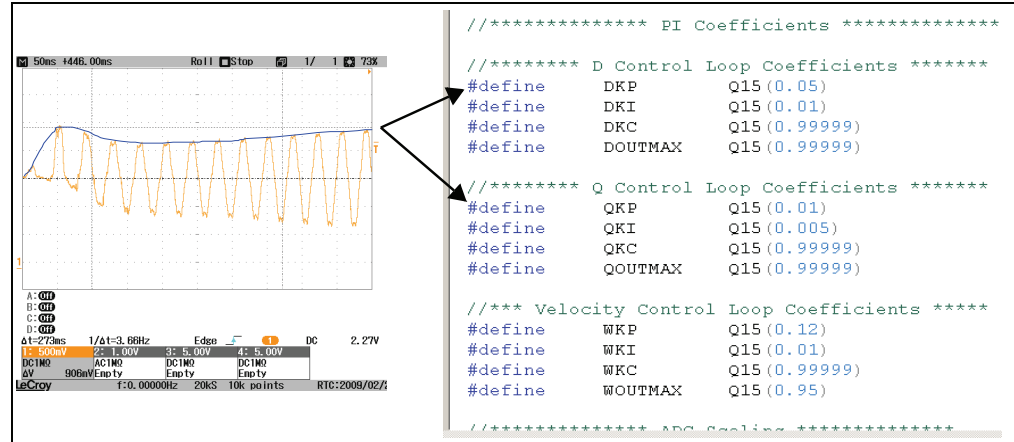 M 50ms +446.00ms Roll Stop 1/ 1 73%
T
1
A:Off
B:Off
C:Off
D:Off
Δt=273ms 1/Δt=3.66Hz Edge 1 DC 2.27V
1: 500mV 2: 1.00V 3: 5.00V 4: 5.00V
DC1MΩ AC1MΩ DC1MΩ DC1MΩ
ΔV 906mV Empty Empty Empty
LeCroy f:0.00000Hz 20kS 10k points RTC:2009/02/
//************** PI Coefficients **************
//******** D Control Loop Coefficients *******
#define DKP Q15(0.05)
#define DKI Q15(0.01)
#define DKC Q15(0.99999)
#define DOUTMAX Q15(0.99999)
//******** Q Control Loop Coefficients *******
#define QKP Q15(0.01)
#define QKI Q15(0.005)
#define QKC Q15(0.99999)
#define QOUTMAX Q15(0.99999)
//*** Velocity Control Loop Coefficients *****
#define WKP Q15(0.12)
#define WKI Q15(0.01)
#define WKC Q15(0.99999)
#define WOUTMAX Q15(0.95)
//************** ADC Scaling **************